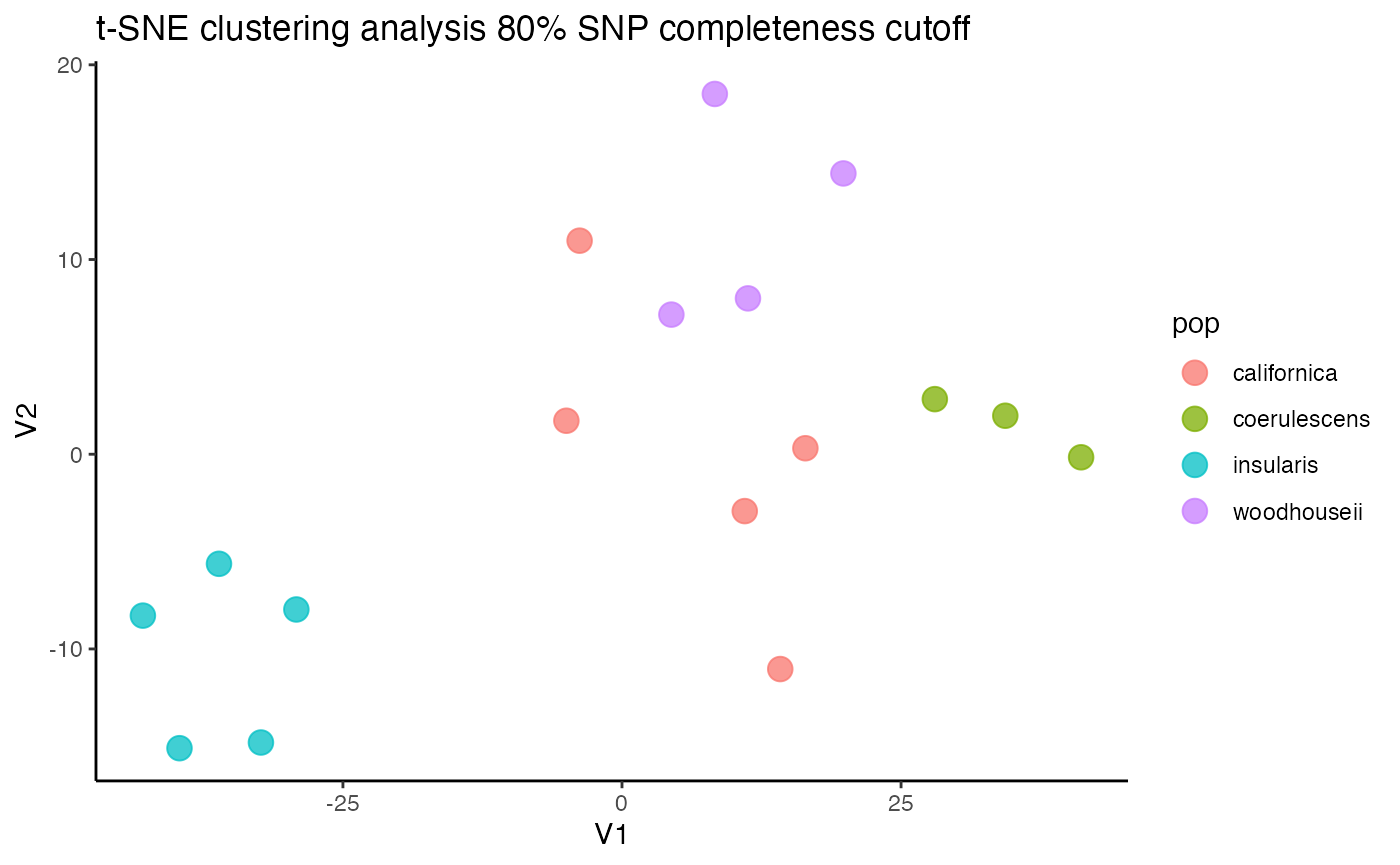 t-SNE clustering analysis 80% SNP completeness cutoff
20
10
0
-10
V2
-25
0
25
V1
pop
californica
coerulescens
insularis
woodhouseii